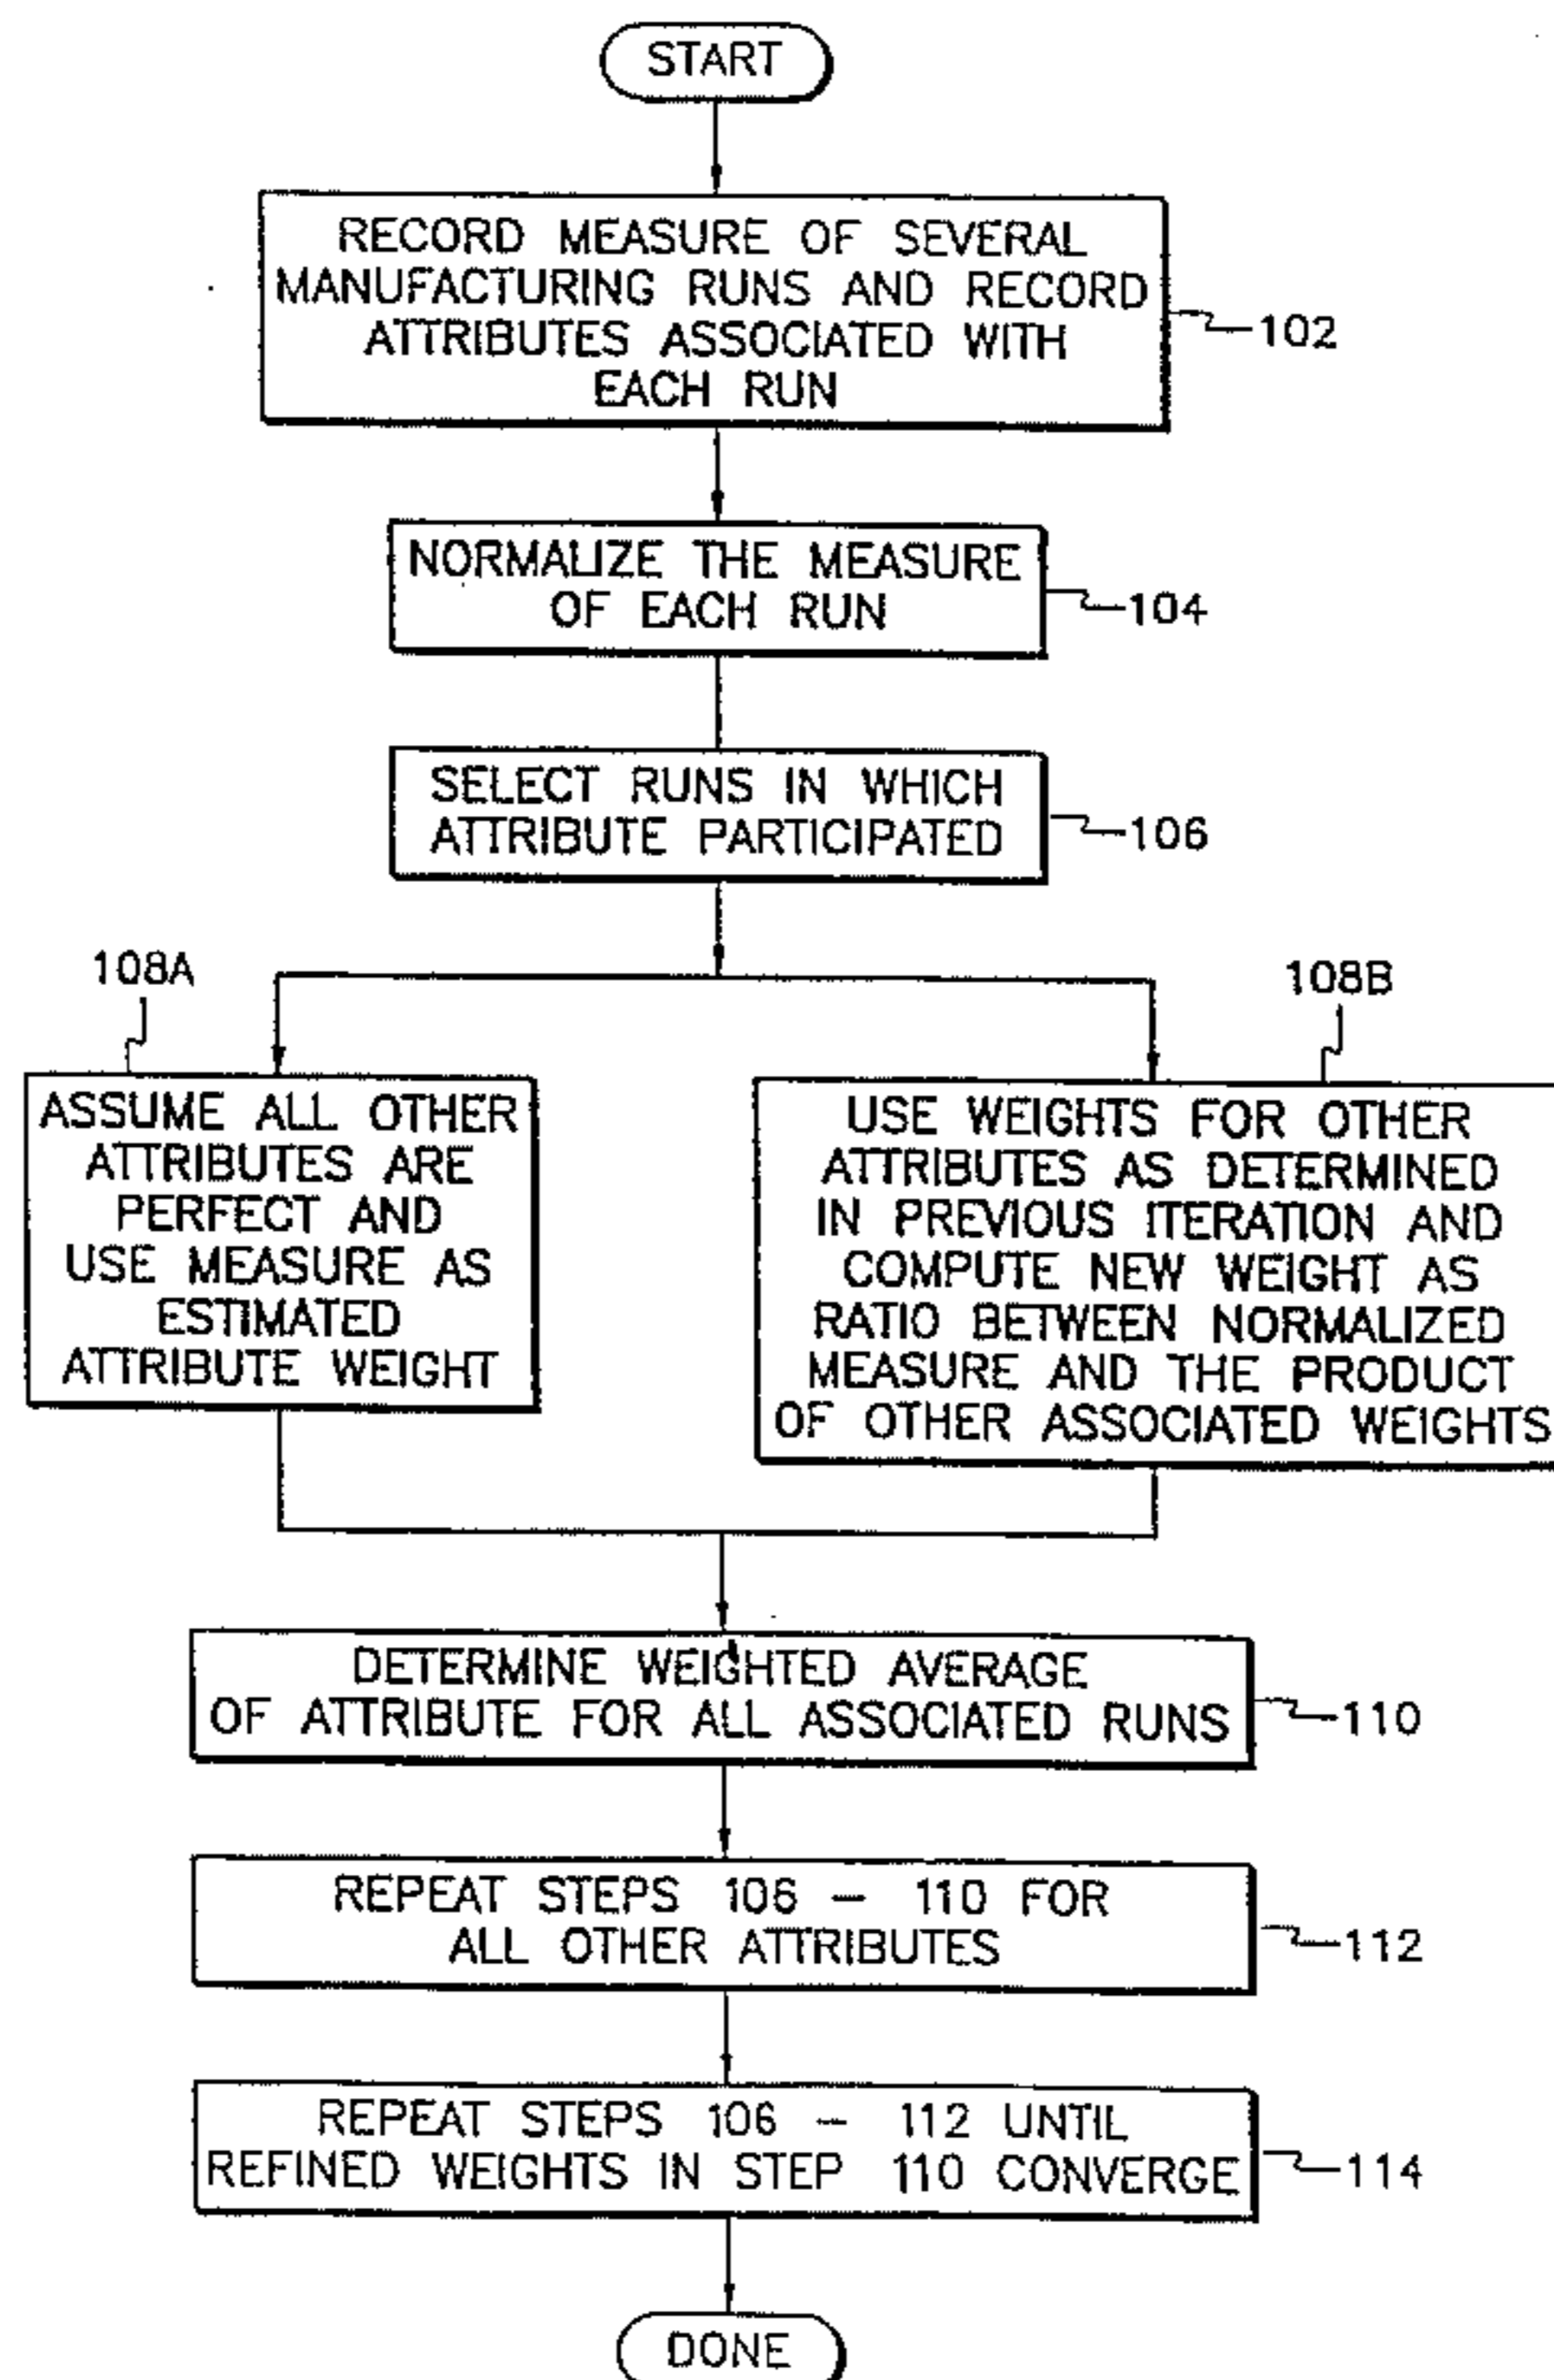 START
RECORD MEASURE OF SEVERAL
MANUFACTURING RUNS AND RECORD
ATTRIBUTES ASSOCIATED WITH
EACH RUN
102
NORMALIZE THE MEASURE
OF EACH RUN
104
SELECT RUNS IN WHICH
ATTRIBUTE PARTICIPATED
106
108A
ASSUME ALL OTHER
ATTRIBUTES ARE
PERFECT AND
USE MEASURE AS
ESTIMATED
ATTRIBUTE WEIGHT
108B
USE WEIGHTS FOR OTHER
ATTRIBUTES AS DETERMINED
IN PREVIOUS ITERATION AND
COMPUTE NEW WEIGHT AS
RATIO BETWEEN NORMALIZED
MEASURE AND THE PRODUCT
OF OTHER ASSOCIATED WEIGHTS
DETERMINE WEIGHTED AVERAGE
OF ATTRIBUTE FOR ALL ASSOCIATED RUNS
110
REPEAT STEPS 106 – 110 FOR
ALL OTHER ATTRIBUTES
112
REPEAT STEPS 106 – 112 UNTIL
REFINED WEIGHTS IN STEP 110 CONVERGE
114
DONE